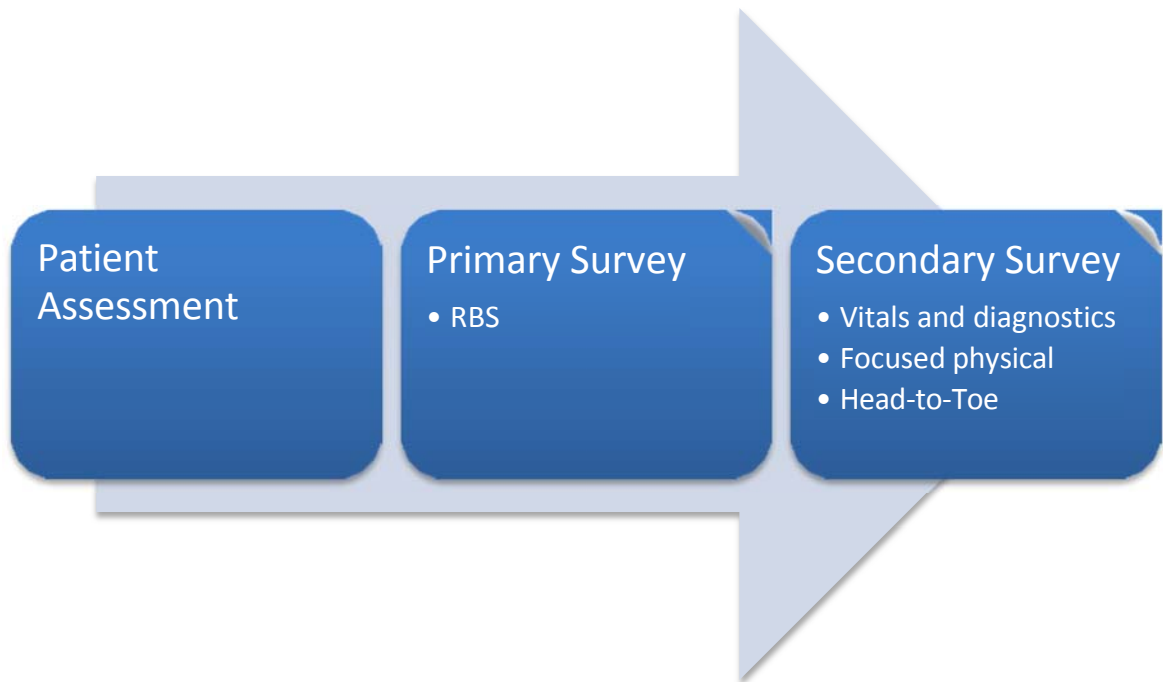 Patient
Assessment
Primary Survey
• RBS
Secondary Survey
• Vitals and diagnostics
• Focused physical
• Head-to-Toe